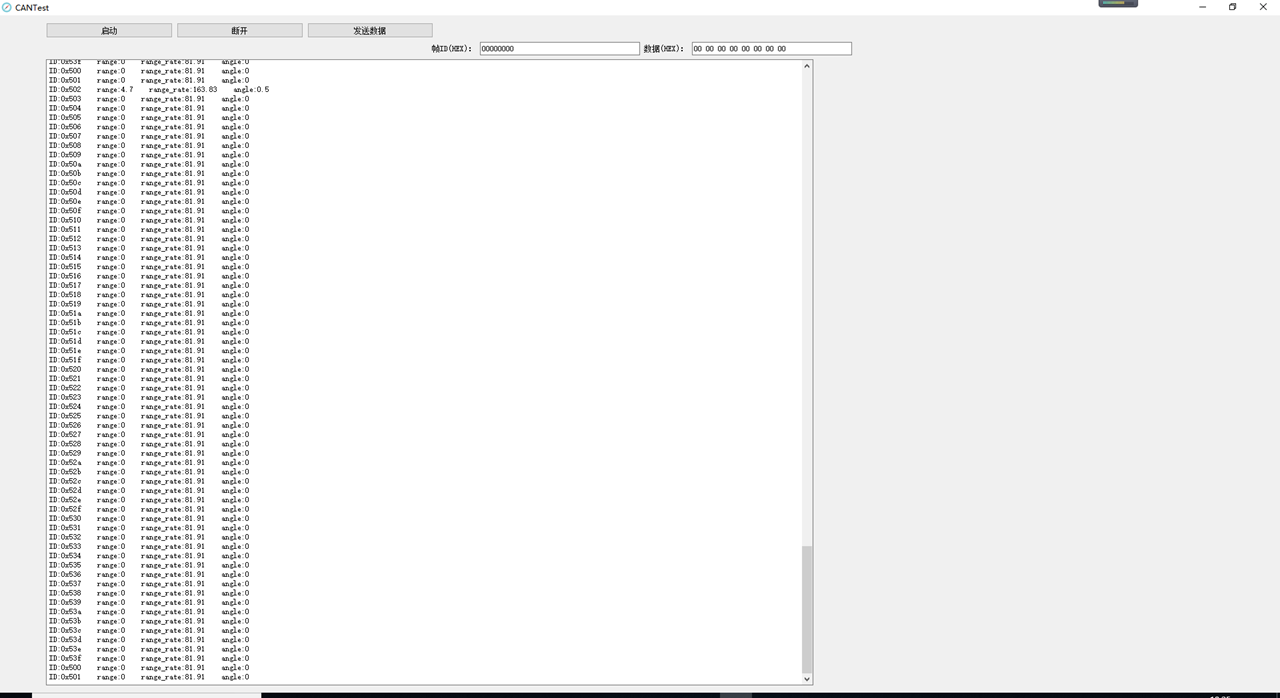 CANTest
启动 断开 发送数据
帧ID(HEX): 00000000 数据(HEX): 00 00 00 00 00 00 00 00
ID:0x53f range:0 range_rate:81.91 angle:0
ID:0x500 range:0 range_rate:81.91 angle:0
ID:0x501 range:0 range_rate:81.91 angle:0
ID:0x502 range:4.7 range_rate:163.83 angle:0.5
ID:0x503 range:0 range_rate:81.91 angle:0
ID:0x504 range:0 range_rate:81.91 angle:0
ID:0x505 range:0 range_rate:81.91 angle:0
ID:0x506 range:0 range_rate:81.91 angle:0
ID:0x507 range:0 range_rate:81.91 angle:0
ID:0x508 range:0 range_rate:81.91 angle:0
ID:0x509 range:0 range_rate:81.91 angle:0
ID:0x50a range:0 range_rate:81.91 angle:0
ID:0x50b range:0 range_rate:81.91 angle:0
ID:0x50c range:0 range_rate:81.91 angle:0
ID:0x50d range:0 range_rate:81.91 angle:0
ID:0x50e range:0 range_rate:81.91 angle:0
ID:0x50f range:0 range_rate:81.91 angle:0
ID:0x510 range:0 range_rate:81.91 angle:0
ID:0x511 range:0 range_rate:81.91 angle:0
ID:0x512 range:0 range_rate:81.91 angle:0
ID:0x513 range:0 range_rate:81.91 angle:0
ID:0x514 range:0 range_rate:81.91 angle:0
ID:0x515 range:0 range_rate:81.91 angle:0
ID:0x516 range:0 range_rate:81.91 angle:0
ID:0x517 range:0 range_rate:81.91 angle:0
ID:0x518 range:0 range_rate:81.91 angle:0
ID:0x519 range:0 range_rate:81.91 angle:0
ID:0x51a range:0 range_rate:81.91 angle:0
ID:0x51b range:0 range_rate:81.91 angle:0
ID:0x51c range:0 range_rate:81.91 angle:0
ID:0x51d range:0 range_rate:81.91 angle:0
ID:0x51e range:0 range_rate:81.91 angle:0
ID:0x51f range:0 range_rate:81.91 angle:0
ID:0x520 range:0 range_rate:81.91 angle:0
ID:0x521 range:0 range_rate:81.91 angle:0
ID:0x522 range:0 range_rate:81.91 angle:0
ID:0x523 range:0 range_rate:81.91 angle:0
ID:0x524 range:0 range_rate:81.91 angle:0
ID:0x525 range:0 range_rate:81.91 angle:0
ID:0x526 range:0 range_rate:81.91 angle:0
ID:0x527 range:0 range_rate:81.91 angle:0
ID:0x528 range:0 range_rate:81.91 angle:0
ID:0x529 range:0 range_rate:81.91 angle:0
ID:0x52a range:0 range_rate:81.91 angle:0
ID:0x52b range:0 range_rate:81.91 angle:0
ID:0x52c range:0 range_rate:81.91 angle:0
ID:0x52d range:0 range_rate:81.91 angle:0
ID:0x52e range:0 range_rate:81.91 angle:0
ID:0x52f range:0 range_rate:81.91 angle:0
ID:0x530 range:0 range_rate:81.91 angle:0
ID:0x531 range:0 range_rate:81.91 angle:0
ID:0x532 range:0 range_rate:81.91 angle:0
ID:0x533 range:0 range_rate:81.91 angle:0
ID:0x534 range:0 range_rate:81.91 angle:0
ID:0x535 range:0 range_rate:81.91 angle:0
ID:0x536 range:0 range_rate:81.91 angle:0
ID:0x537 range:0 range_rate:81.91 angle:0
ID:0x538 range:0 range_rate:81.91 angle:0
ID:0x539 range:0 range_rate:81.91 angle:0
ID:0x53a range:0 range_rate:81.91 angle:0
ID:0x53b range:0 range_rate:81.91 angle:0
ID:0x53c range:0 range_rate:81.91 angle:0
ID:0x53d range:0 range_rate:81.91 angle:0
ID:0x53e range:0 range_rate:81.91 angle:0
ID:0x53f range:0 range_rate:81.91 angle:0
ID:0x500 range:0 range_rate:81.91 angle:0
ID:0x501 range:0 range_rate:81.91 angle:0